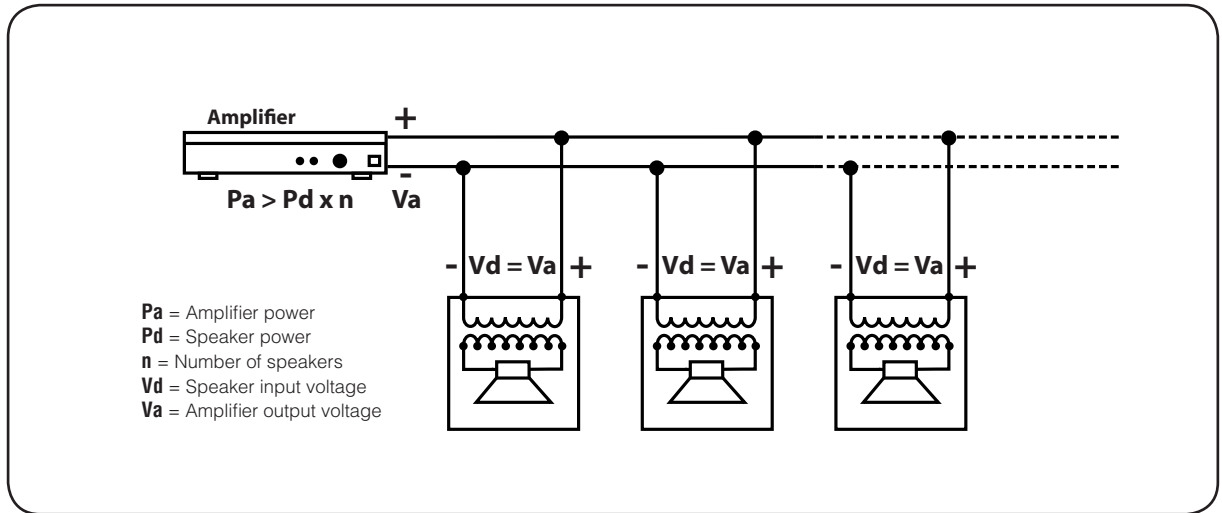 Amplifier
+
-
Pa > Pd x n
Va
- Vd = Va +
- Vd = Va +
- Vd = Va +
Pa = Amplifier power
Pd = Speaker power
n = Number of speakers
Vd = Speaker input voltage
Va = Amplifier output voltage